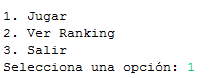 1. Jugar
2. Ver Ranking
3. Salir
Selecciona una opción: 1